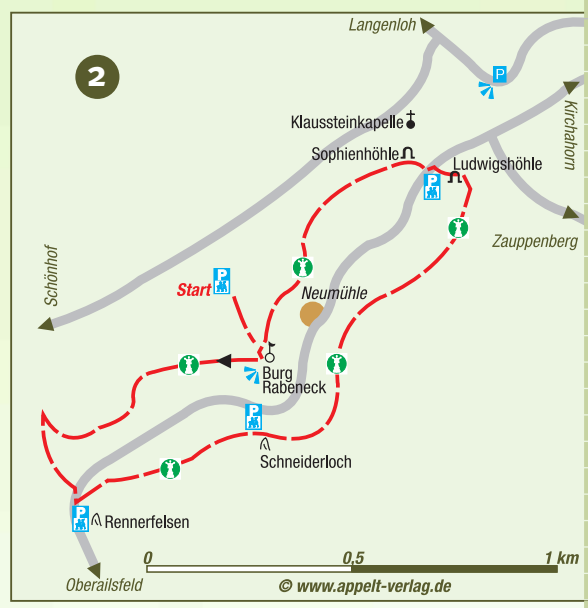 Langenloh
2
P
Klaussteinkapelle
Kirchahorn
Sophienhöhle
Ludwigshöhle
P
Zauppenberg
Schönhof
P
Start
Neumühle
Burg
Rabeneck
P
Schneiderloch
P
Rennerfelsen
0
0,5
1 km
Oberailsfeld
© www.appelt-verlag.de